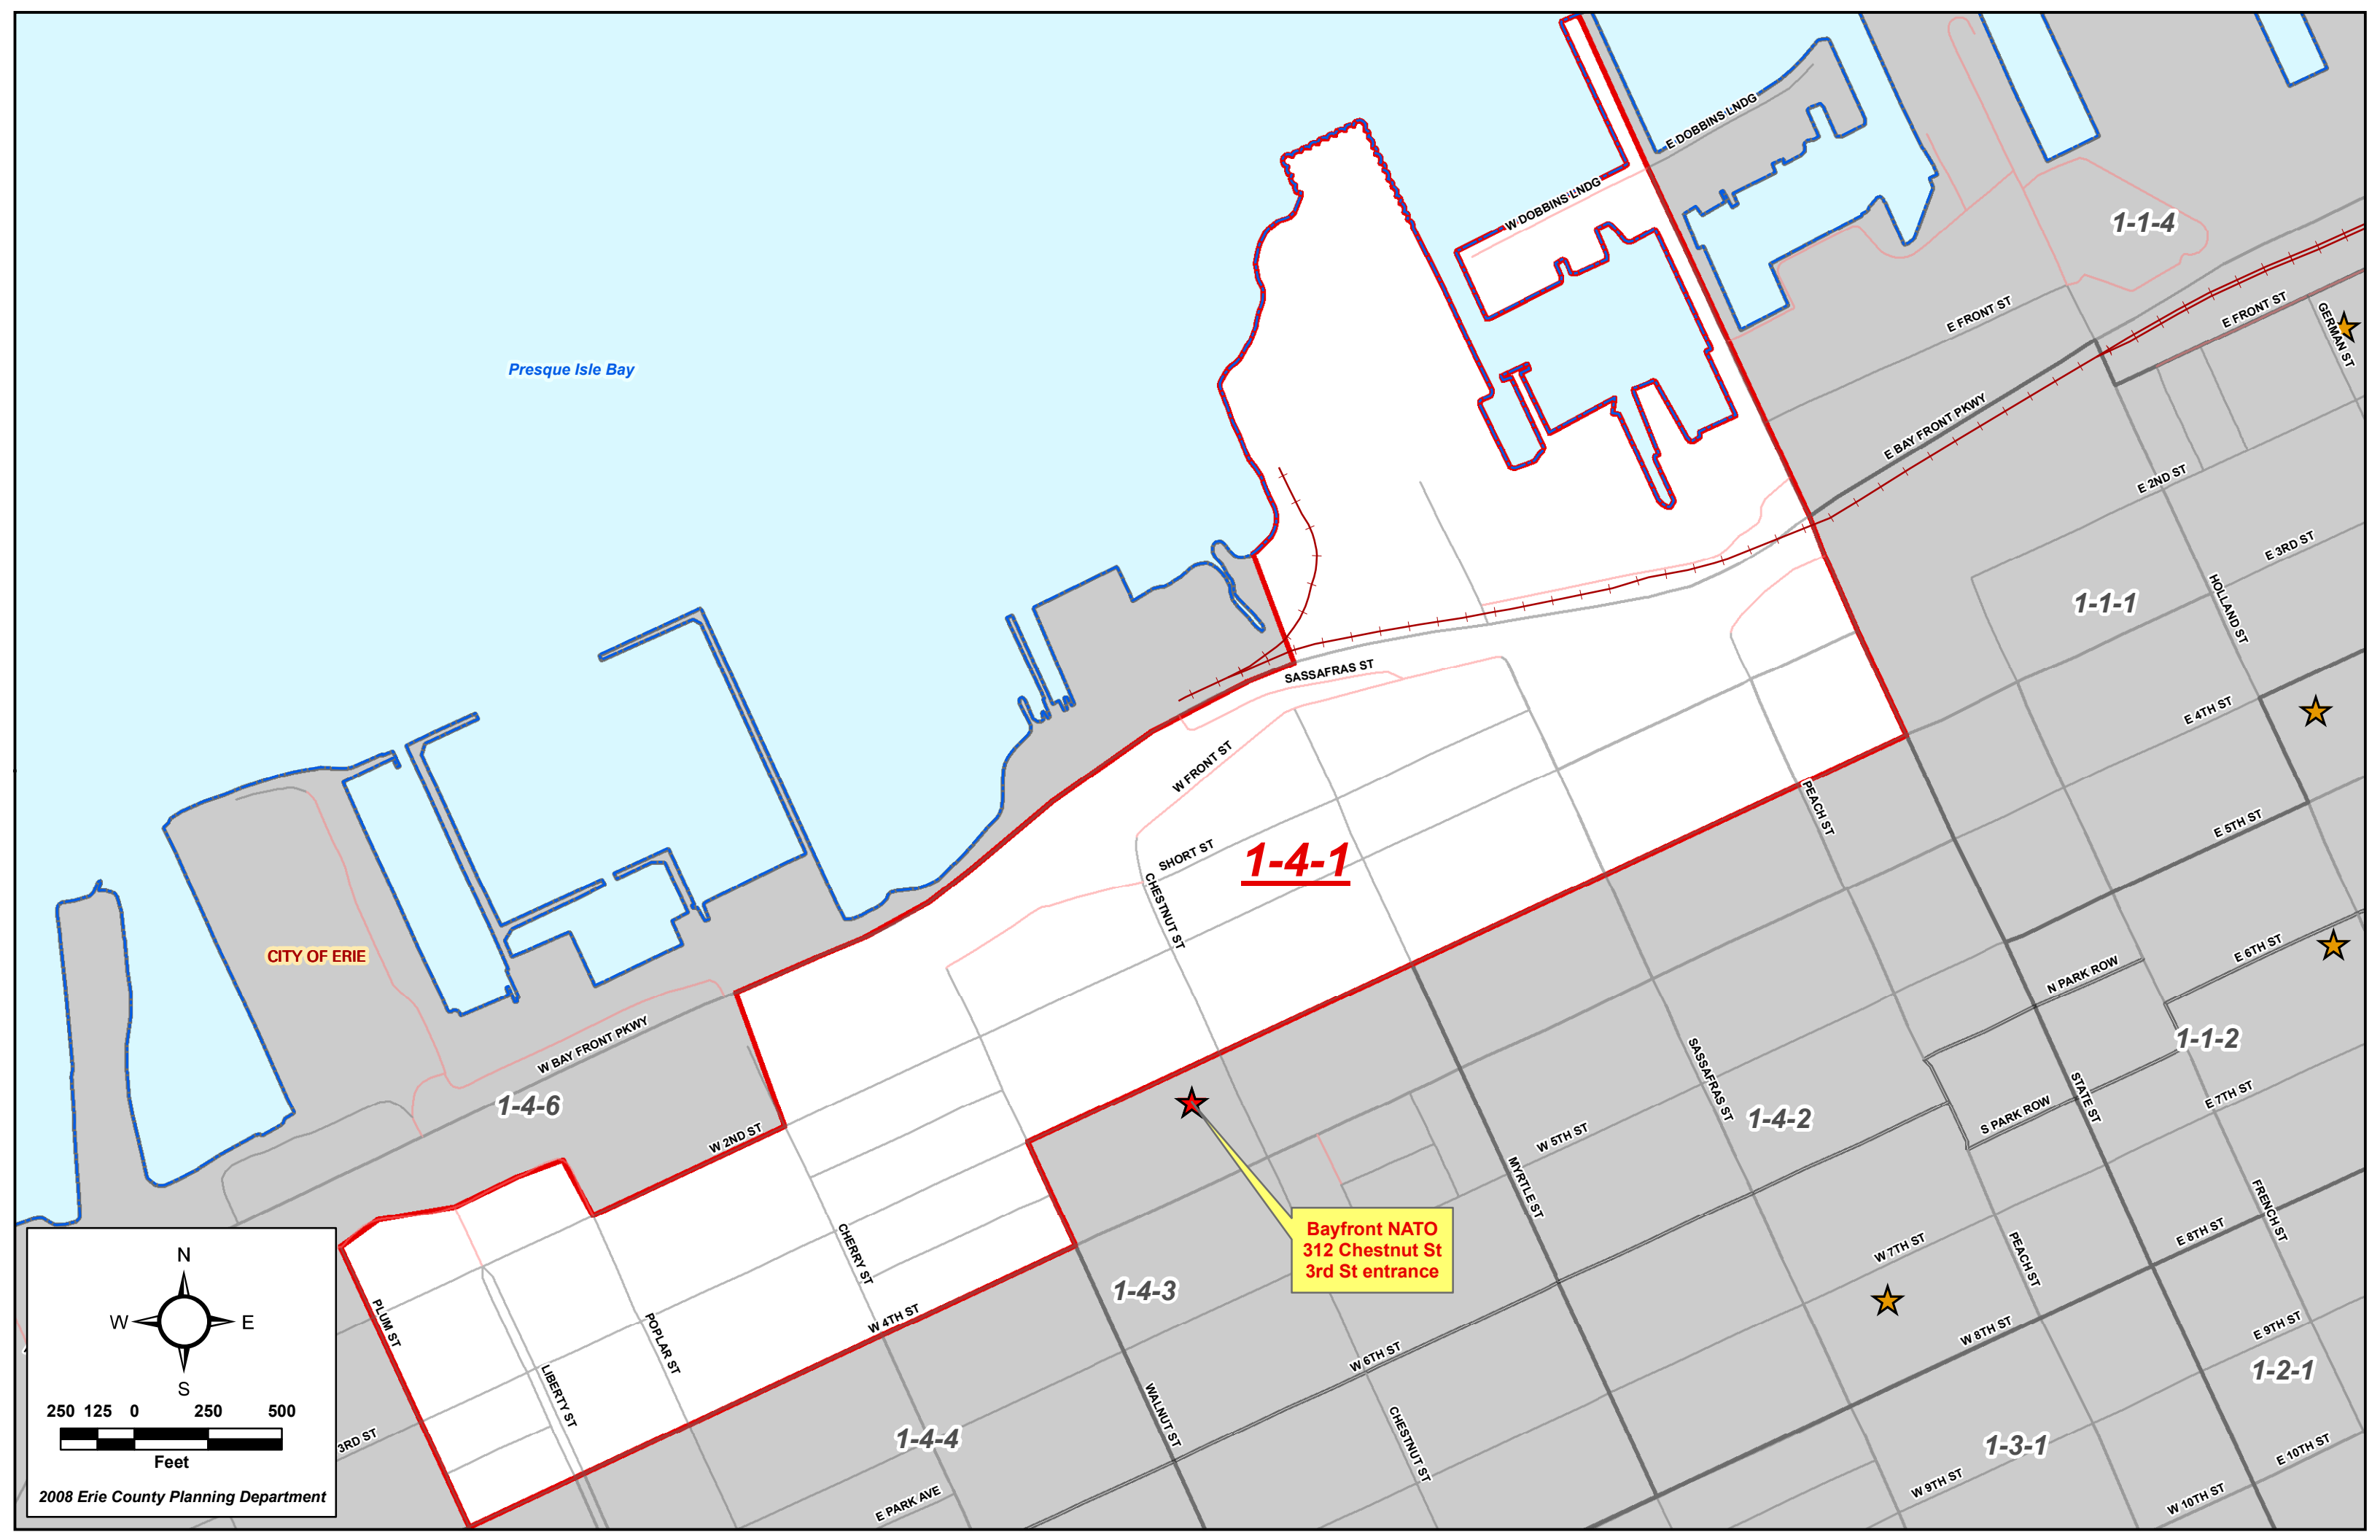 E DOBBINS LNDG
W DOBBINS LNDG
1-1-4
E FRONT ST
E FRONT ST
GERMAN ST
Presque Isle Bay
E BAY FRONT PKWY
E 2ND ST
E 3RD ST
HOLLAND ST
1-1-1
SASSAFRAS ST
E 4TH ST
W FRONT ST
PEACH ST
E 5TH ST
SHORT ST
1-4-1
CHESTNUT ST
CITY OF ERIE
E 6TH ST
N PARK ROW
W BAY FRONT PKWY
1-1-2
SASSAFRAS ST
STATE ST
E 7TH ST
1-4-6
W 2ND ST
1-4-2
S PARK ROW
W 5TH ST
MYRTLE ST
FRENCH ST
Bayfront NATO
312 Chestnut St
3rd St entrance
CHERRY ST
E 8TH ST
W 7TH ST
PEACH ST
1-4-3
PLUM ST
POPLAR ST
W 4TH ST
W 8TH ST
E 9TH ST
W 6TH ST
1-2-1
LIBERTY ST
WALNUT ST
CHESTNUT ST
3RD ST
1-4-4
1-3-1
E 10TH ST
W 9TH ST
W 10TH ST
E PARK AVE
N
W E
S
250 125 0 250 500
Feet
2008 Erie County Planning Department